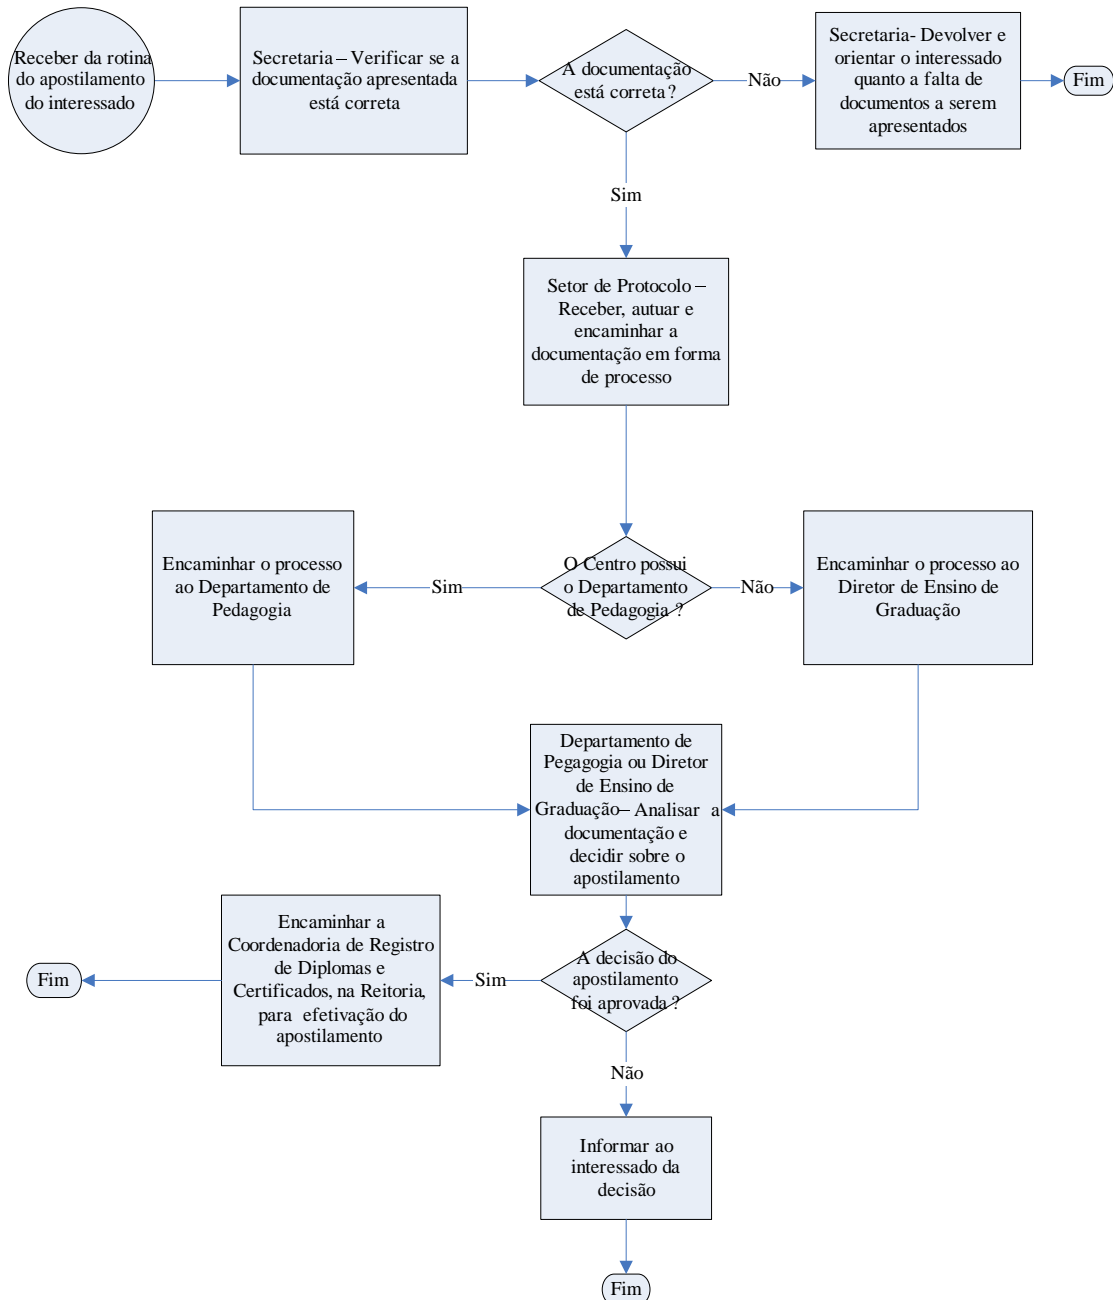 Receber da rotina
do apostilamento
do interessado
Secretaria – Verificar se a
documentação apresentada
está correta
A documentação
está correta ?
Não
Secretaria- Devolver e
orientar o interessado
quanto a falta de
documentos a serem
apresentados
Fim
Sim
Setor de Protocolo –
Receber, autuar e
encaminhar a
documentação em forma
de processo
Encaminhar o processo
ao Departamento de
Pedagogia
Sim
O Centro possui
o Departamento
de Pedagogia ?
Não
Encaminhar o processo ao
Diretor de Ensino de
Graduação
Departamento de
Pegagogia ou Diretor
de Ensino de
Graduação – Analisar a
documentação e
decidir sobre o
apostilamento
Encaminhar a
Coordenadoria de Registro
de Diplomas e
Certificados, na Reitoria,
para efetivação do
apostilamento
Fim
Sim
A decisão do
apostilamento
foi aprovada ?
Não
Informar ao
interessado da
decisão
Fim